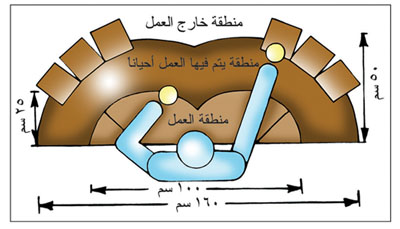 منطقة خارج العمل
منطقة يتم فيها العمل أحيانا
منطقة العمل
٥٠ سم
٢٥ سم
١٠٠ سم
١٦٠ سم